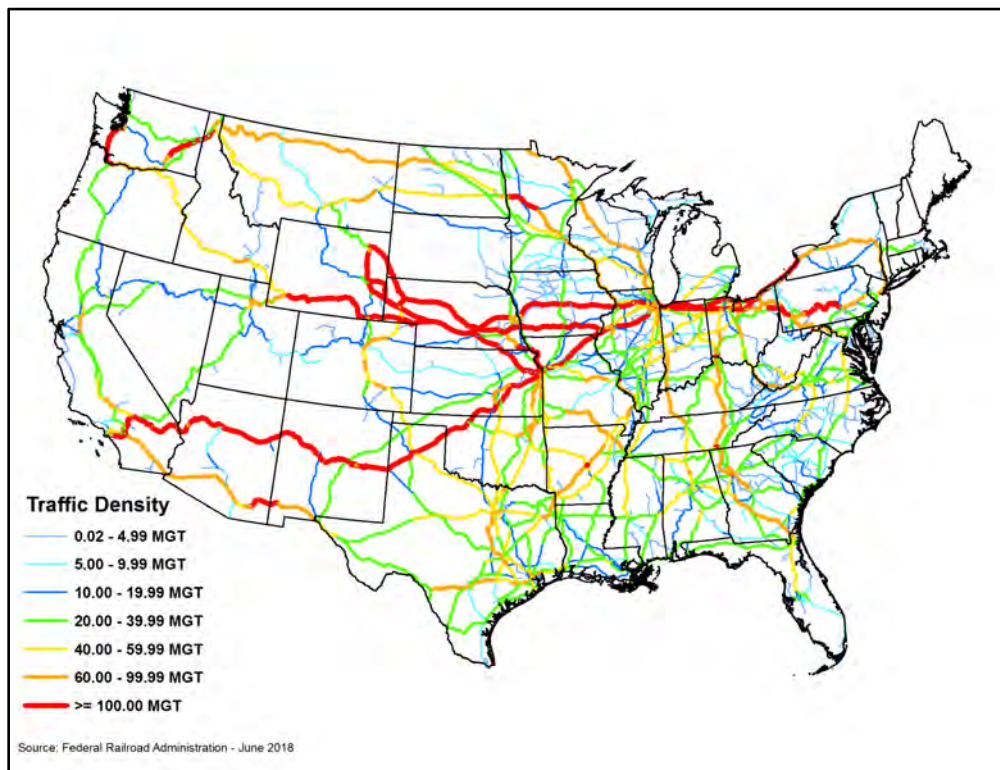 Traffic Density
0.02 - 4.99 MGT
5.00 - 9.99 MGT
10.00 - 19.99 MGT
20.00 - 39.99 MGT
40.00 - 59.99 MGT
60.00 - 99.99 MGT
>= 100.00 MGT
Source: Federal Railroad Administration - June 2018